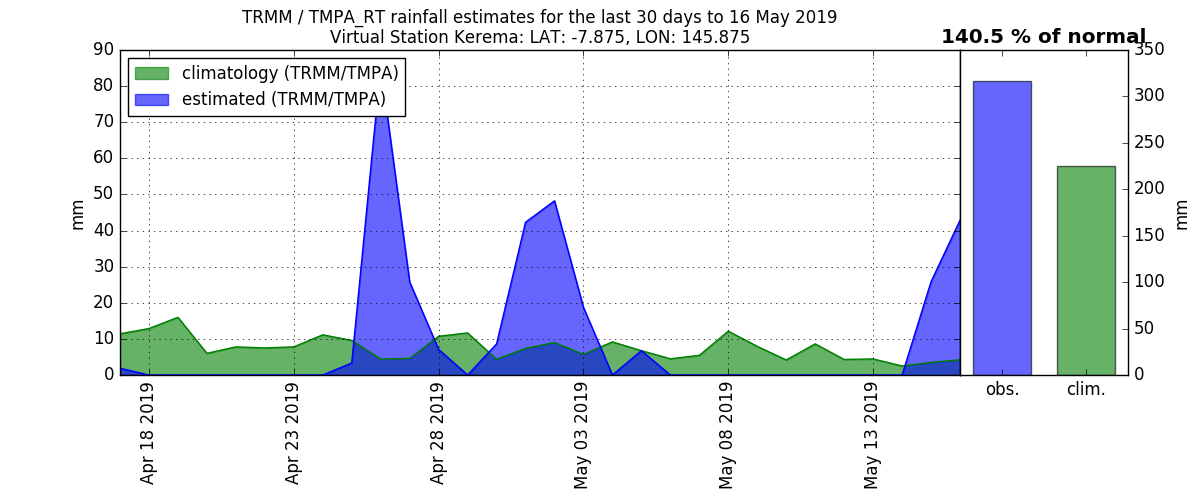 TRMM / TMPA_RT rainfall estimates for the last 30 days to 16 May 2019
Virtual Station Kerema: LAT: -7.875, LON: 145.875
140.5 % of normal
climatology (TRMM/TMPA)
estimated (TRMM/TMPA)
90
80
70
60
50
40
30
20
10
0
mm
Apr 18 2019
Apr 23 2019
Apr 28 2019
May 03 2019
May 08 2019
May 13 2019
350
300
250
200
150
100
50
0
mm
obs.
clim.